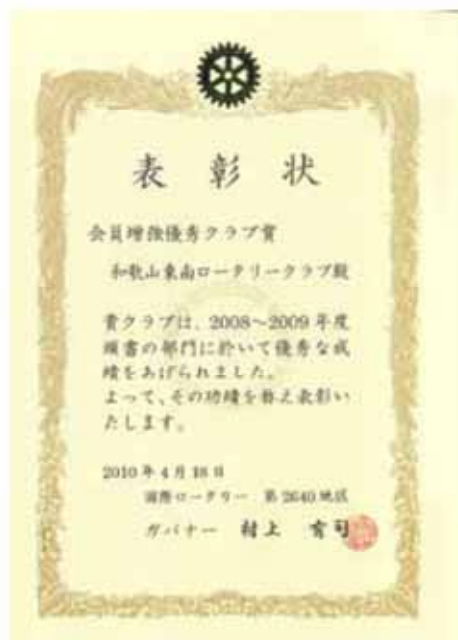 表彰状
会員増強優秀クラブ賞
和歌山東南ロータリークラブ殿
貴クラブは、2008～2009年度
頭書の部門に於いて優秀な成
績をあげられました。
よって、その功績を称え表彰い
たします。
2010年4月18日
国際ロータリー 第2640地区
ガバナー 村上 有司